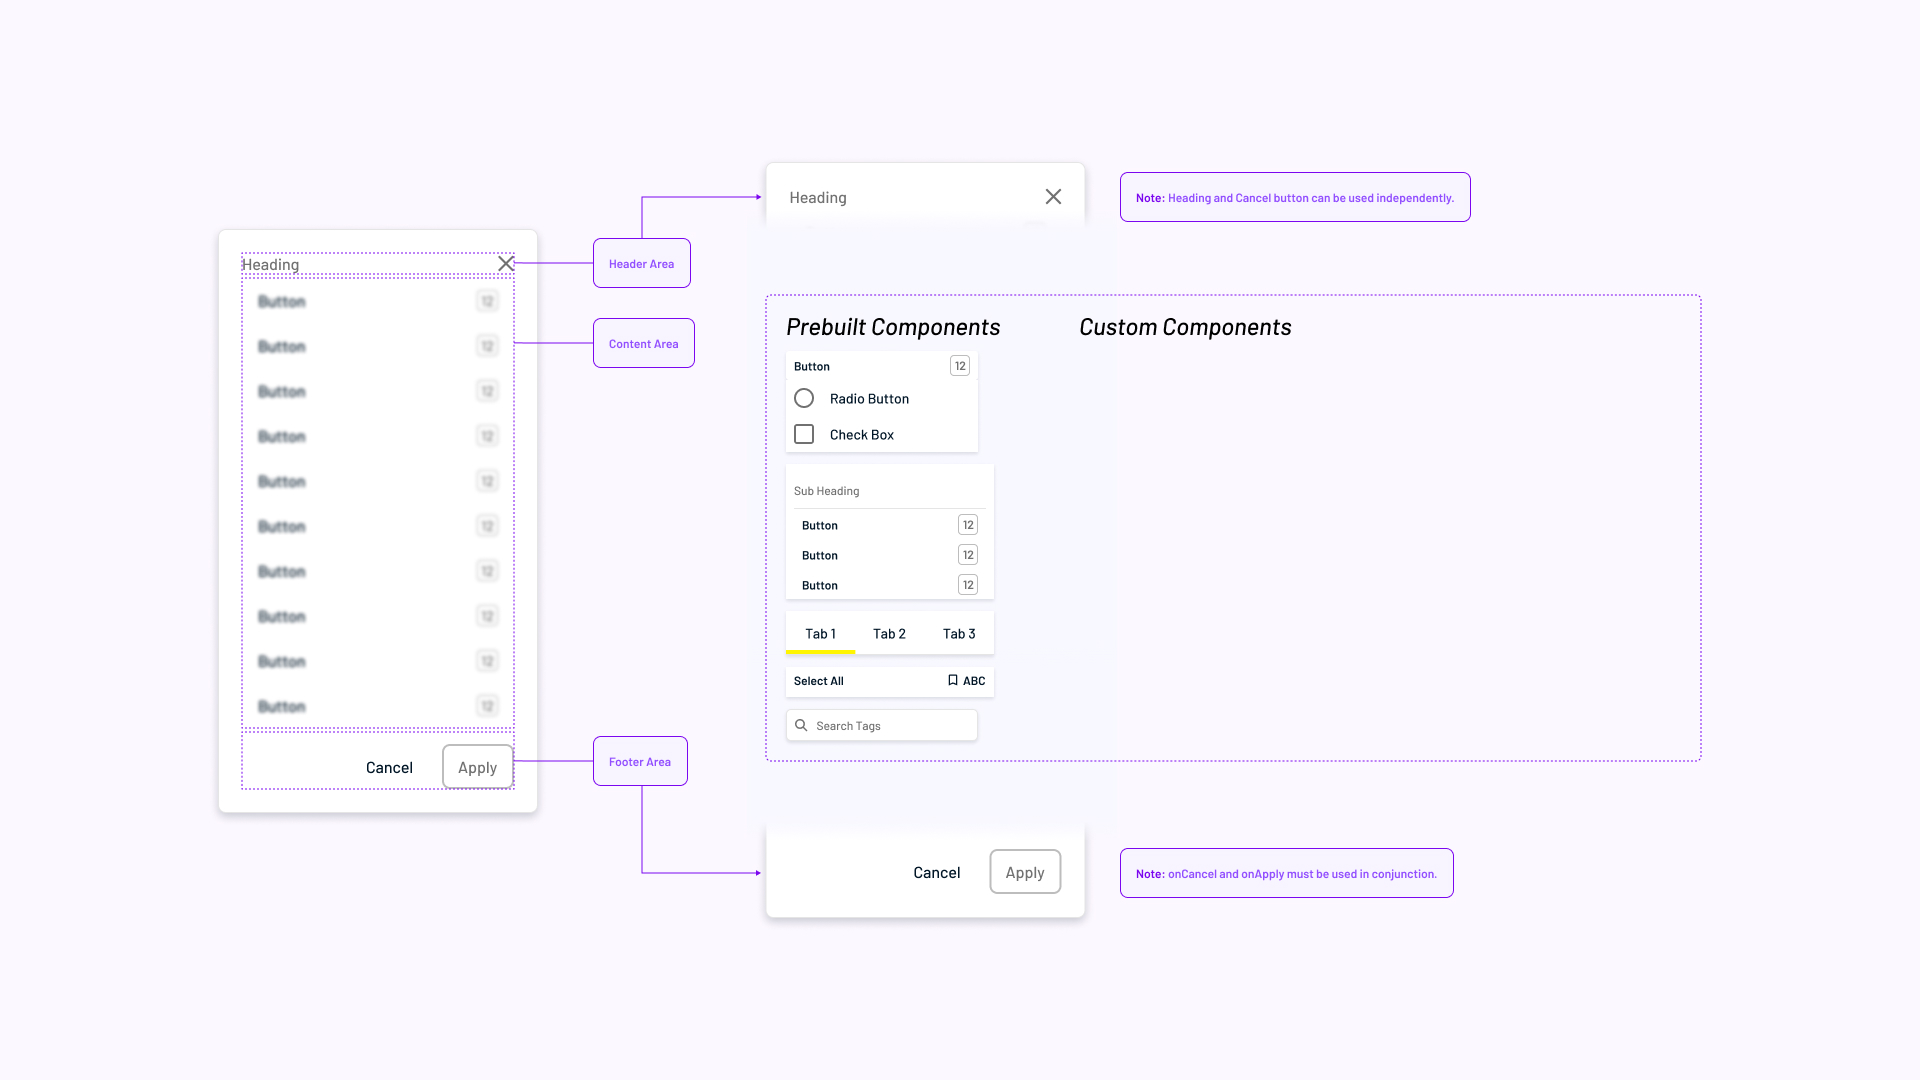 Heading
Button 12
Button 12
Button 12
Button 12
Button 12
Button 12
Button 12
Button 12
Button 12
Button 12
Cancel Apply
Header Area
Content Area
Footer Area
Heading
Note: Heading and Cancel button can be used independently.
Prebuilt Components
Button 12
Radio Button
Check Box
Sub Heading
Button 12
Button 12
Button 12
Tab 1 Tab 2 Tab 3
Select All ABC
Search Tags
Custom Components
Cancel Apply
Note: onCancel and onApply must be used in conjunction.